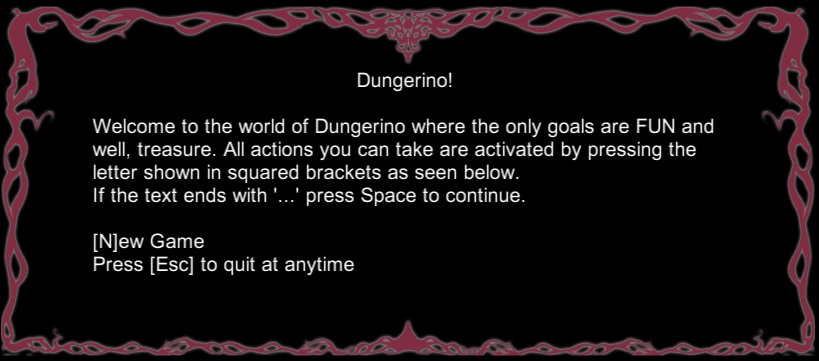 Dungerino!
Welcome to the world of Dungerino where the only goals are FUN and
well, treasure. All actions you can take are activated by pressing the
letter shown in squared brackets as seen below.
If the text ends with '...' press Space to continue.
[N]ew Game
Press [Esc] to quit at anytime